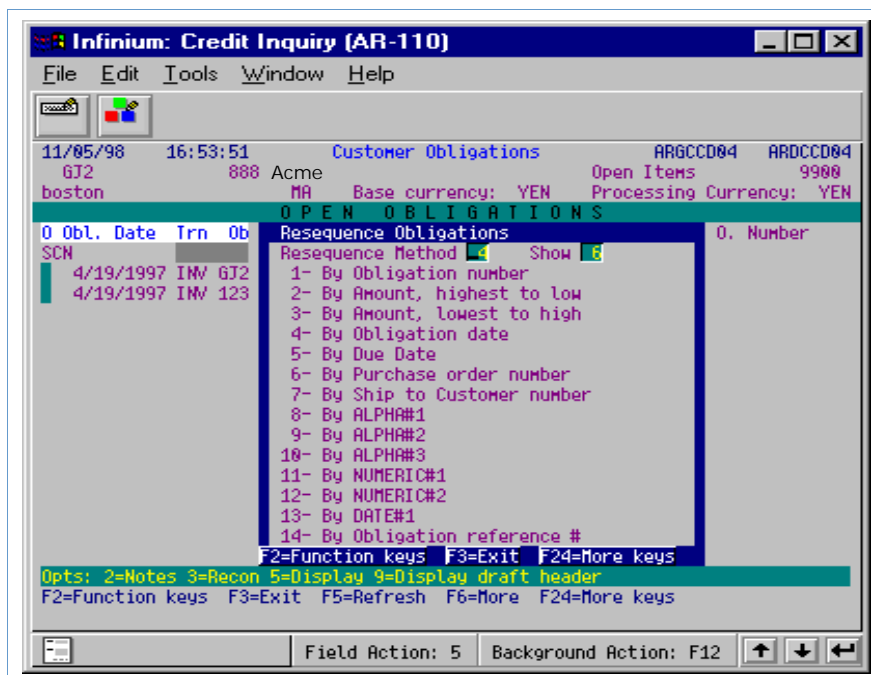 Infinium: Credit Inquiry (AR-110)
File Edit Tools Window Help
11/05/98 16:53:51 Customer Obligations ARGCCD04 ARDCCD04
GJ2 888 Acme Open Items 9900
boston MA Base currency: YEN Processing Currency: YEN
O P E N O B L I G A T I O N S
O Obl. Date Trn Ob Resequence Obligations O. Number
SCN Resequence Method 4 Show 6
4/19/1997 INV GJ2 1- By Obligation number
4/19/1997 INV 123 2- By Amount, highest to low
3- By Amount, lowest to high
4- By Obligation date
5- By Due Date
6- By Purchase order number
7- By Ship to Customer number
8- By ALPHA#1
9- By ALPHA#2
10- By ALPHA#3
11- By NUMERIC#1
12- By NUMERIC#2
13- By DATE#1
14- By Obligation reference #
F2=Function keys F3=Exit F24=More keys
Opts: 2=Notes 3=Recon 5=Display 9=Display draft header
F2=Function keys F3=Exit F5=Refresh F6=More F24=More keys
Field Action: 5 Background Action: F12